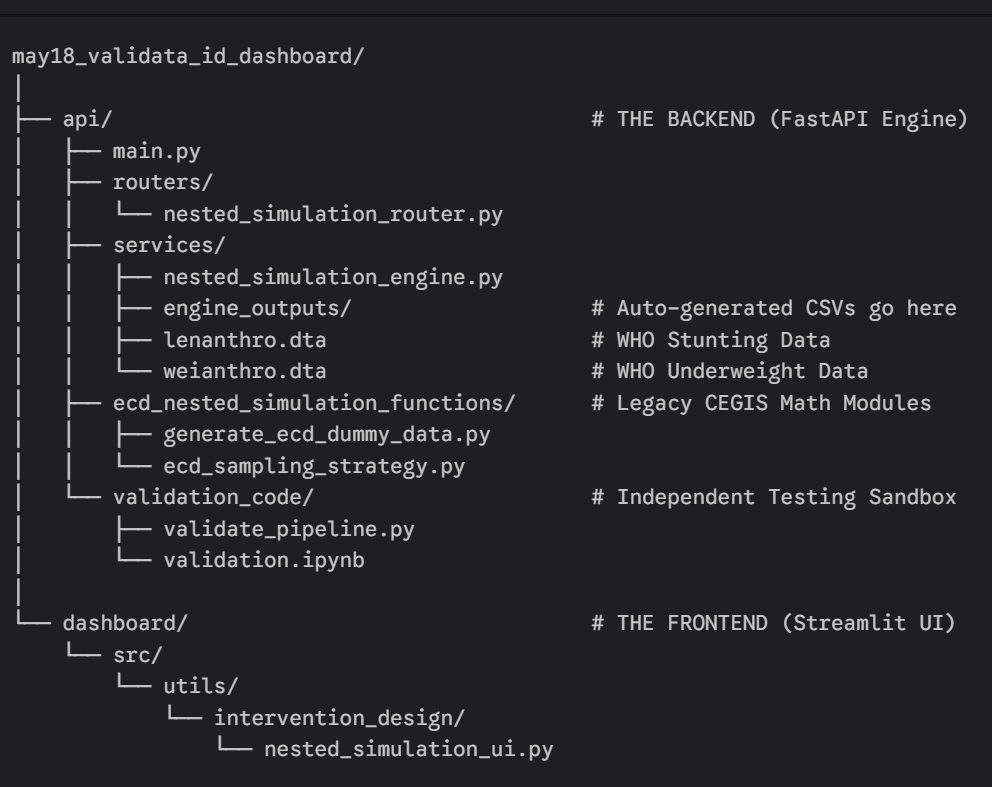 may18_validata_id_dashboard/
│
├── api/                                      # THE BACKEND (FastAPI Engine)
│   ├── main.py
│   ├── routers/
│   │   └── nested_simulation_router.py
│   ├── services/
│   │   ├── nested_simulation_engine.py
│   │   ├── engine_outputs/                   # Auto-generated CSVs go here
│   │   ├── lenanthro.dta                     # WHO Stunting Data
│   │   └── weianthro.dta                     # WHO Underweight Data
│   ├── ecd_nested_simulation_functions/      # Legacy CEGIS Math Modules
│   │   ├── generate_ecd_dummy_data.py
│   │   └── ecd_sampling_strategy.py
│   └── validation_code/                      # Independent Testing Sandbox
│       ├── validate_pipeline.py
│       └── validation.ipynb
│
└── dashboard/                                # THE FRONTEND (Streamlit UI)
    └── src/
        └── utils/
            └── intervention_design/
                └── nested_simulation_ui.py